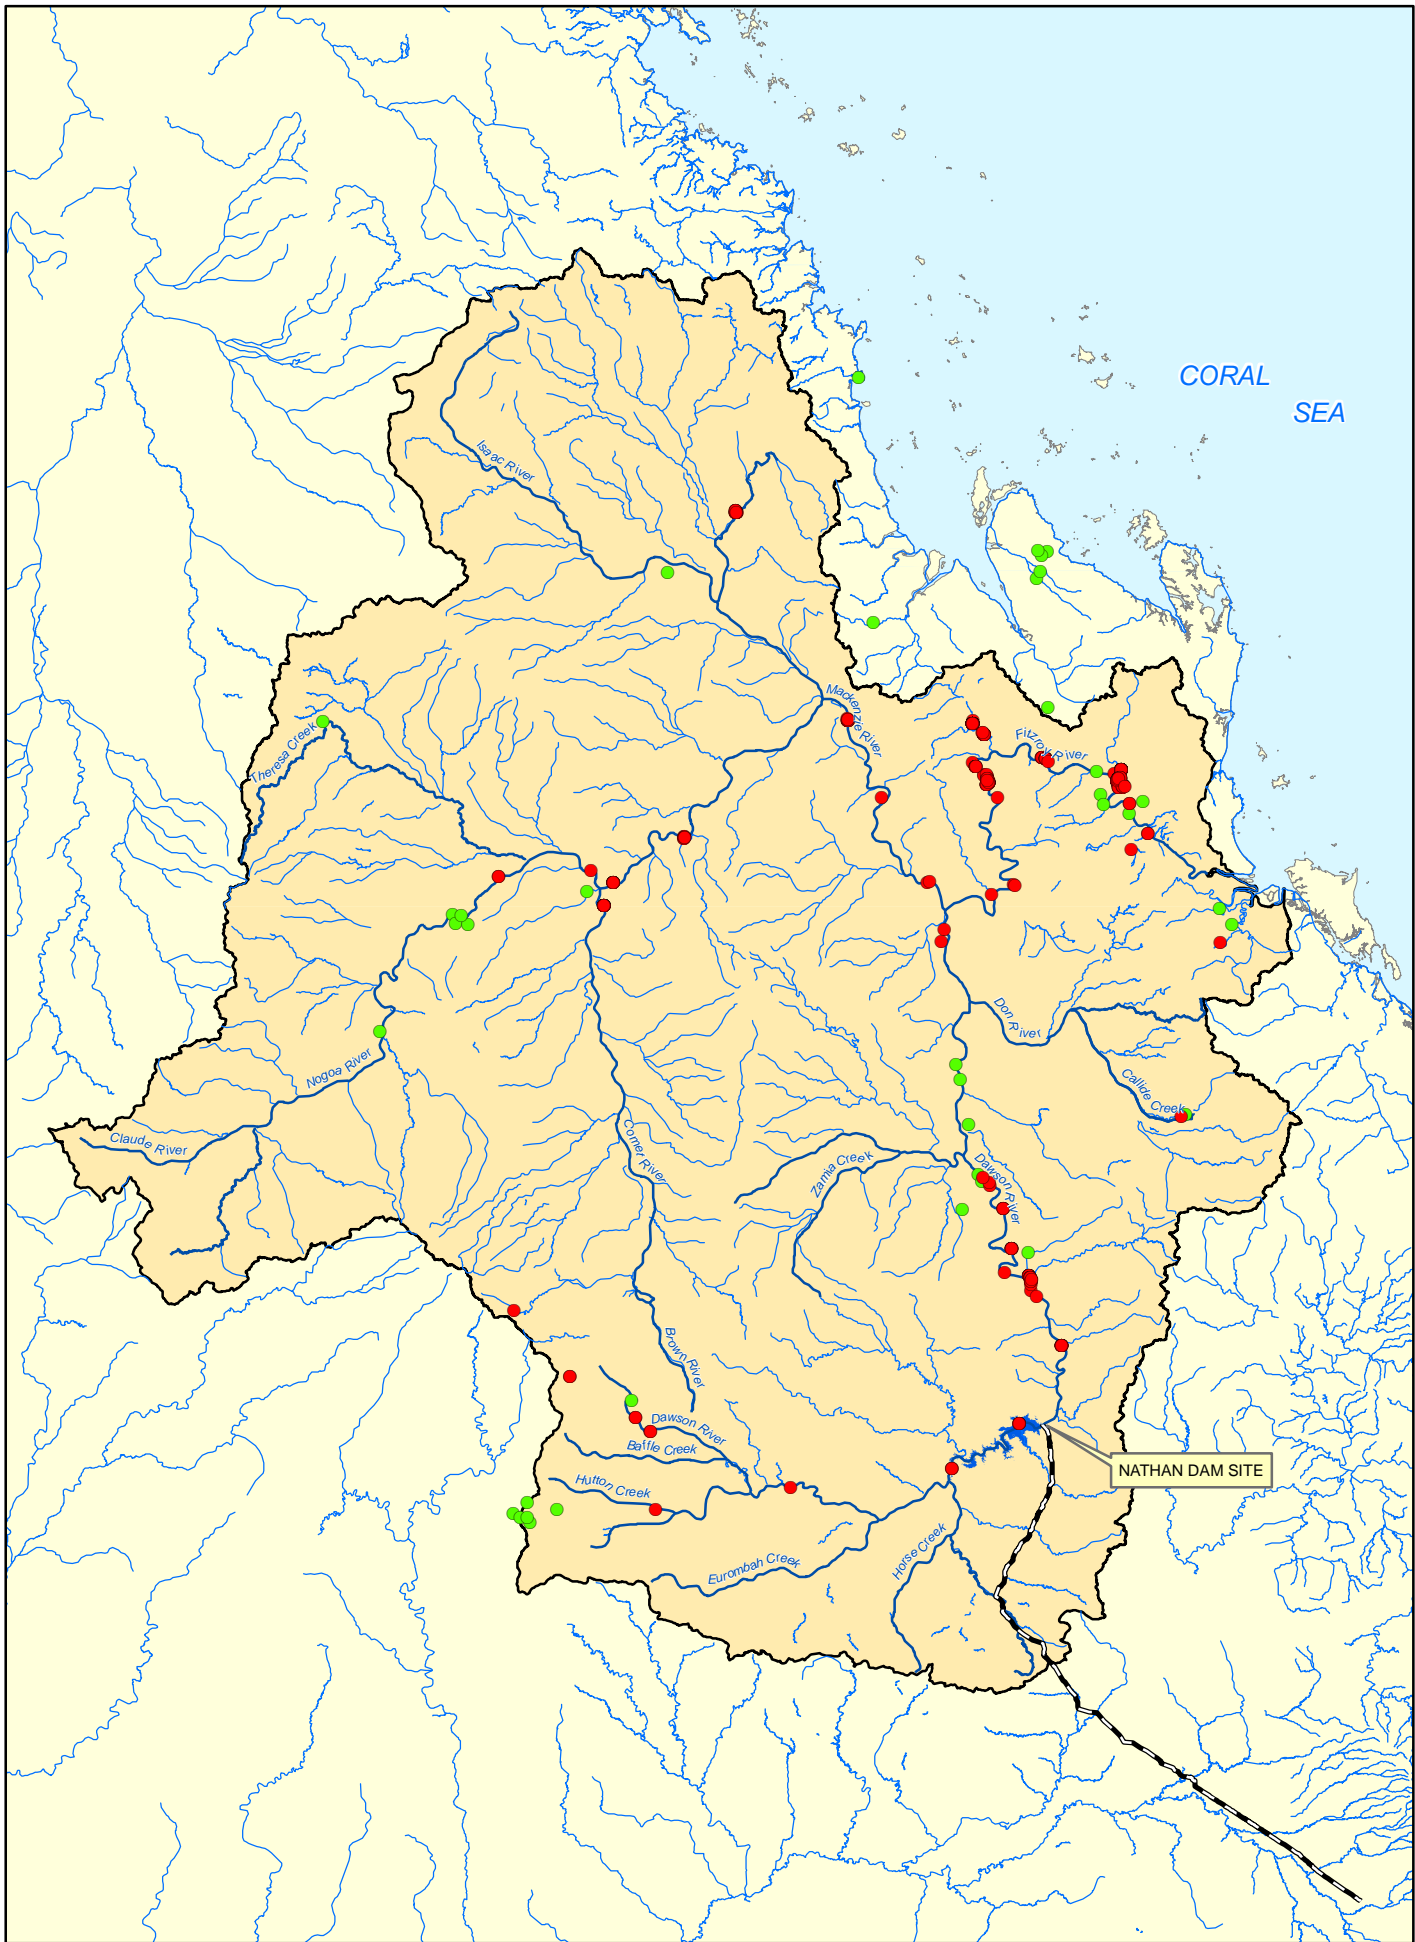 CORAL
SEA
Isaac River
Mackenzie River
Fitzroy River
Theresa Creek
Don River
Nogoa River
Callide Creek
Claude River
Comer River
Zamia Creek
Dawson River
Brown River
Dawson River
Baffle Creek
NATHAN DAM SITE
Hutton Creek
Horse Creek
Eurombah Creek